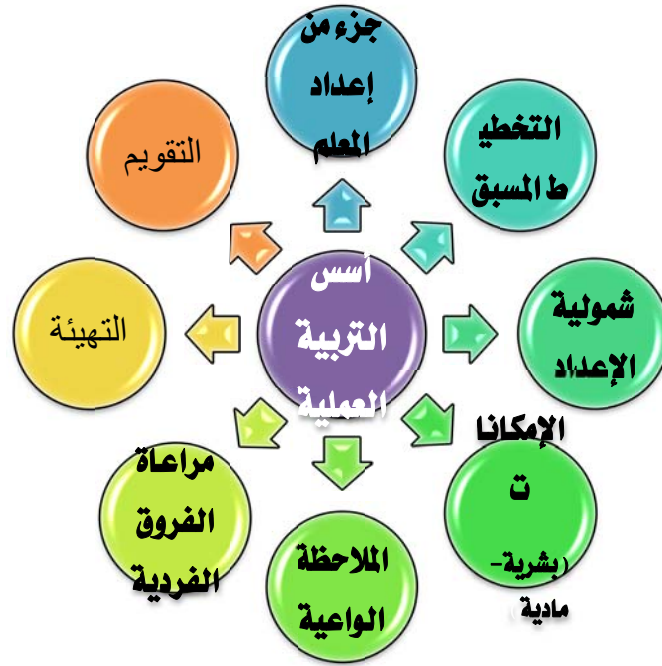 أسس
التربية
العملية
جزء من
إعداد
المعلم
التخطي
ط المسبق
شمولية
الإعداد
الإمكانا
ت
(بشرية-
مادية)
الملاحظة
الواعية
مراعاة
الفروق
الفردية
التهيئة
التقويم